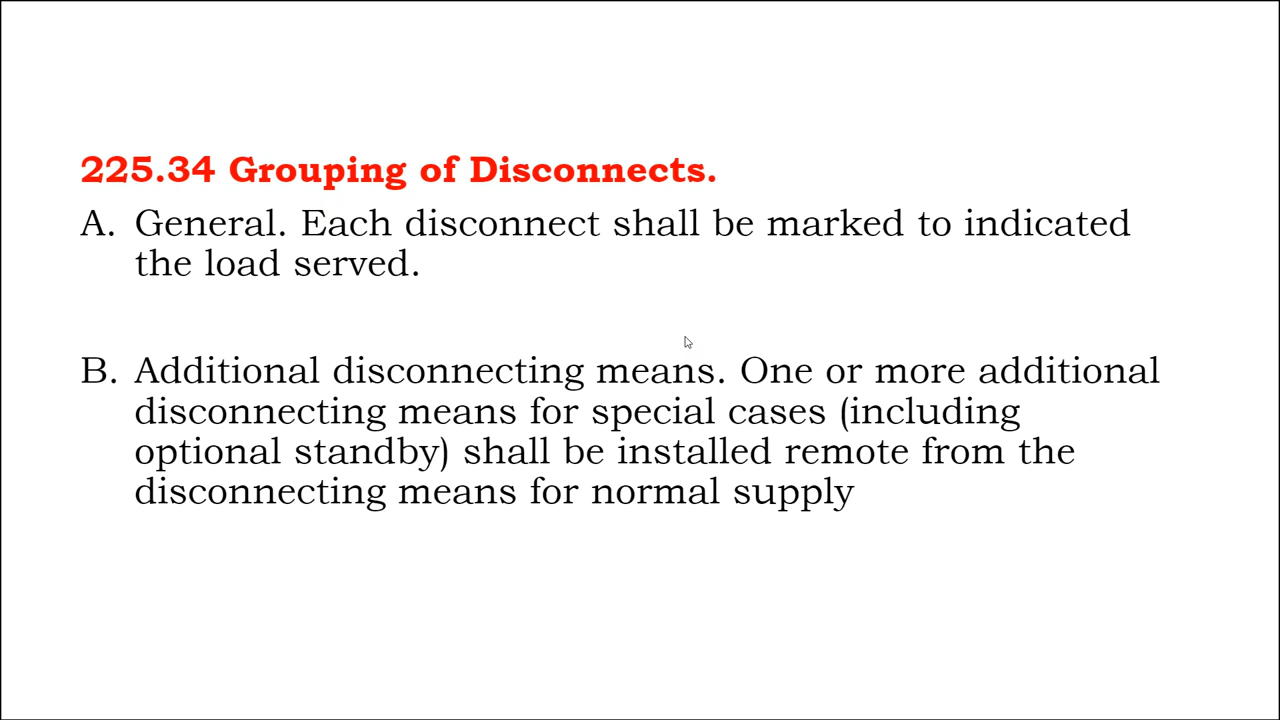 225.34 Grouping of Disconnects.
A. General. Each disconnect shall be marked to indicated
the load served.
B. Additional disconnecting means. One or more additional
disconnecting means for special cases (including
optional standby) shall be installed remote from the
disconnecting means for normal supply